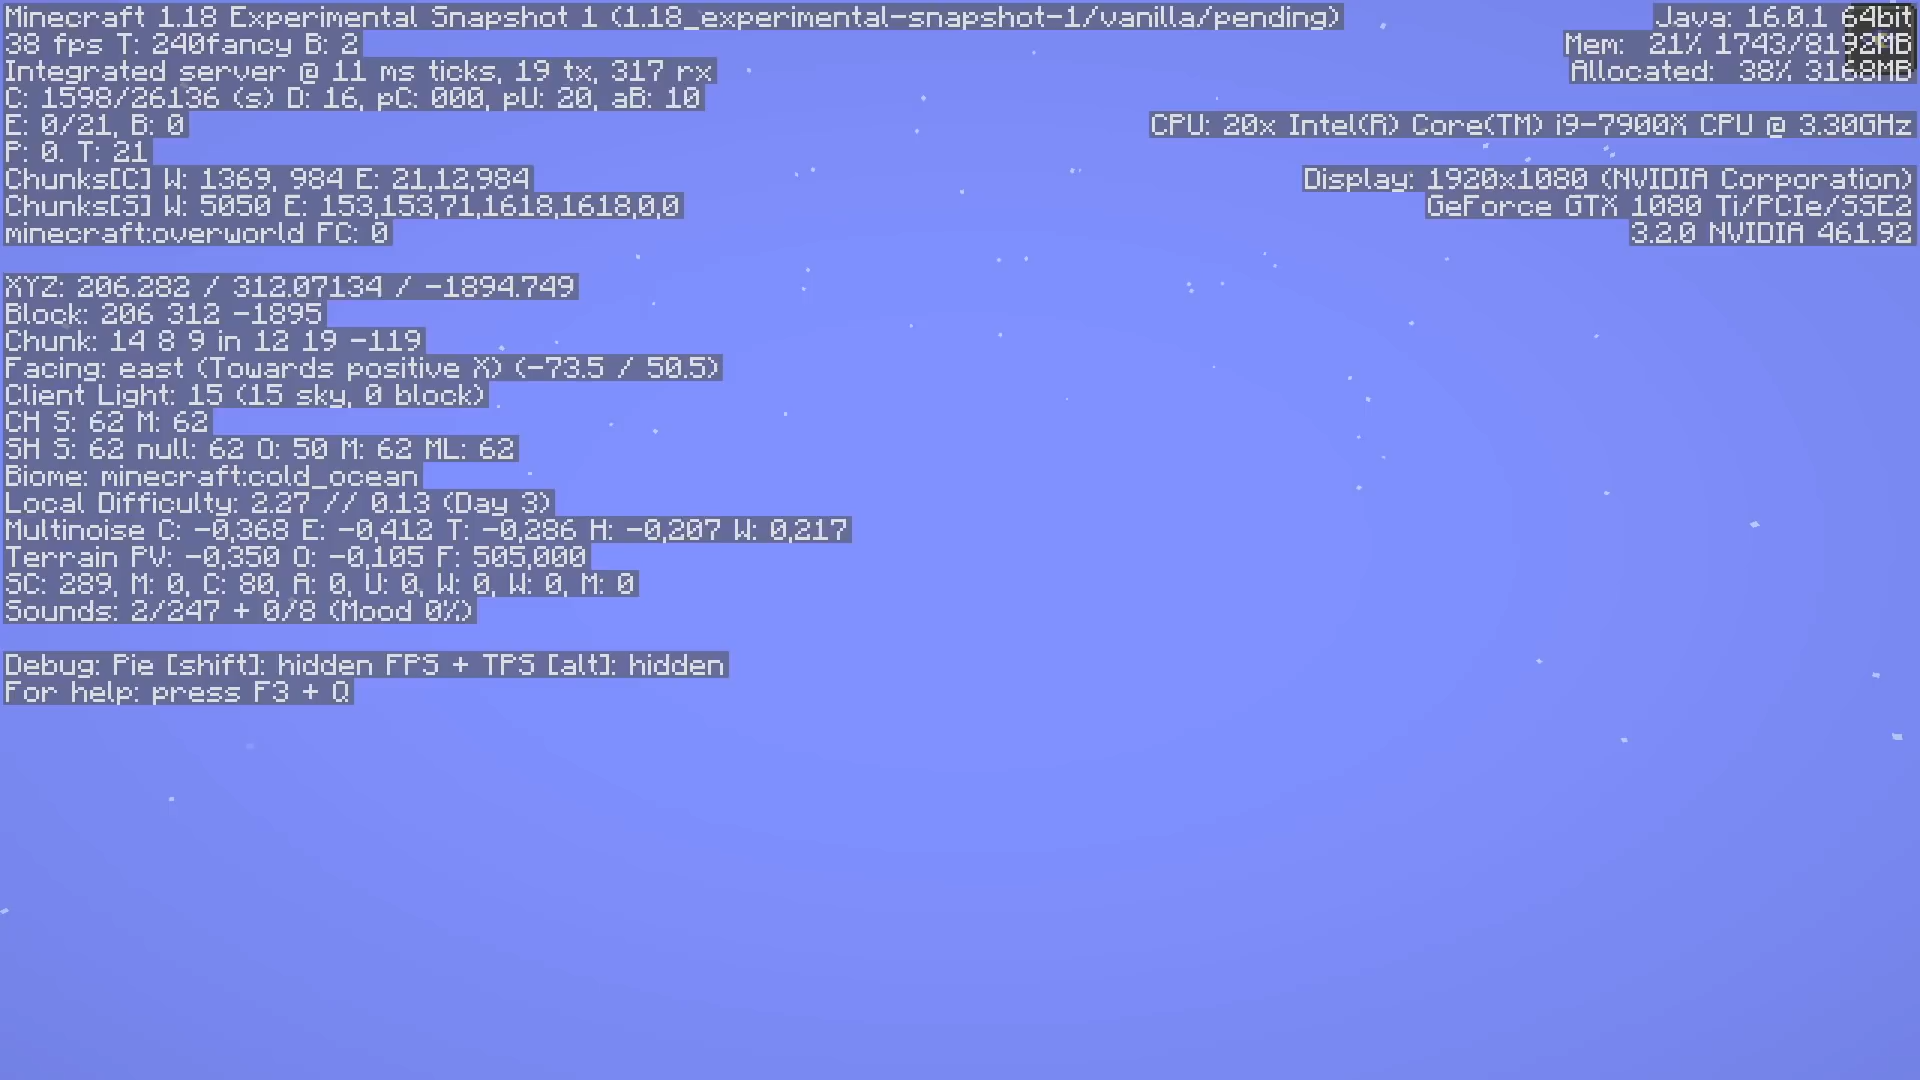 Minecraft 1.18 Experimental Snapshot 1 (1.18_experimental-snapshot-1/vanilla/pending)
38 fps T: 240fancy B: 2
Integrated server @ 11 ms ticks, 19 tx, 317 rx
C: 1598/26136 (s) D: 16, pC: 000, pU: 20, aB: 10
E: 0/21, B: 0
P: 0. T: 21
Chunks[C] W: 1369, 984 E: 21,12,984
Chunks[S] W: 5050 E: 153,153,71,1618,1618,0,0
minecraft:overworld FC: 0
XYZ: 206.282 / 312.07134 / -1894.749
Block: 206 312 -1895
Chunk: 14 8 9 in 12 19 -119
Facing: east (Towards positive X) (-73.5 / 50.5)
Client Light: 15 (15 sky, 0 block)
CH S: 62 M: 62
SH S: 62 null: 62 O: 50 M: 62 ML: 62
Biome: minecraft:cold_ocean
Local Difficulty: 2.27 // 0.13 (Day 3)
Multinoise C: -0,368 E: -0,412 T: -0,286 H: -0,207 W: 0,217
Terrain PV: -0,350 O: -0,105 F: 505,000
SC: 289, M: 0, C: 80, A: 0, U: 0, W: 0, W: 0, M: 0
Sounds: 2/247 + 0/8 (Mood 0%)
Debug: Pie [shift]: hidden FPS + TPS [alt]: hidden
For help: press F3 + Q
Java: 16.0.1 64bit
Mem: 21% 1743/8192MB
Allocated: 38% 3168MB
CPU: 20x Intel(R) Core(TM) i9-7900X CPU @ 3.30GHz
Display: 1920x1080 (NVIDIA Corporation)
GeForce GTX 1080 Ti/PCIe/SSE2
3.2.0 NVIDIA 461.92